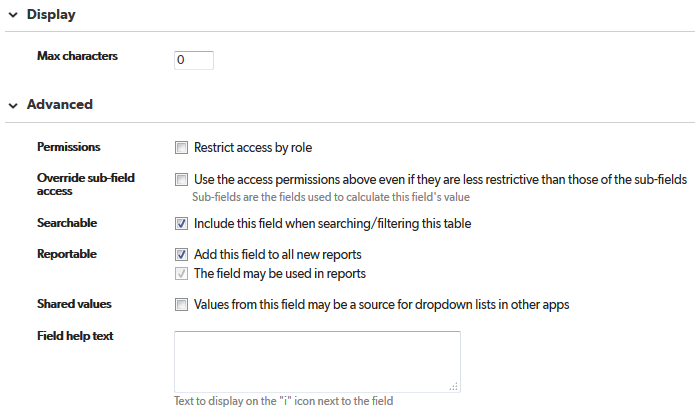 Display
Max characters 0
Advanced
Permissions Restrict access by role
Override sub-field access Use the access permissions above even if they are less restrictive than those of the sub-fields
Sub-fields are the fields used to calculate this field's value
Searchable Include this field when searching/filtering this table
Reportable Add this field to all new reports
The field may be used in reports
Shared values Values from this field may be a source for dropdown lists in other apps
Field help text
Text to display on the "i" icon next to the field